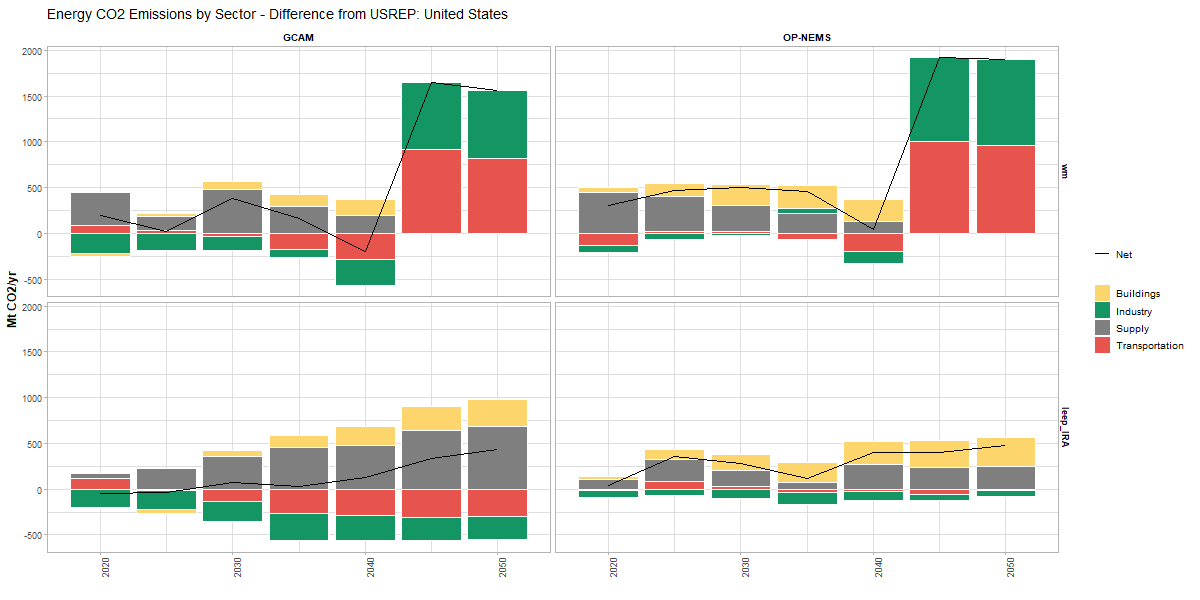 Energy CO2 Emissions by Sector - Difference from USREP: United States
GCAM
OP-NEMS
2000
1500
1000
500
0
-500
wm
Mt CO2/yr
2000
1500
1000
500
0
-500
leep_IRA
2020
2030
2040
2050
2020
2030
2040
2050
Net
Buildings
Industry
Supply
Transportation